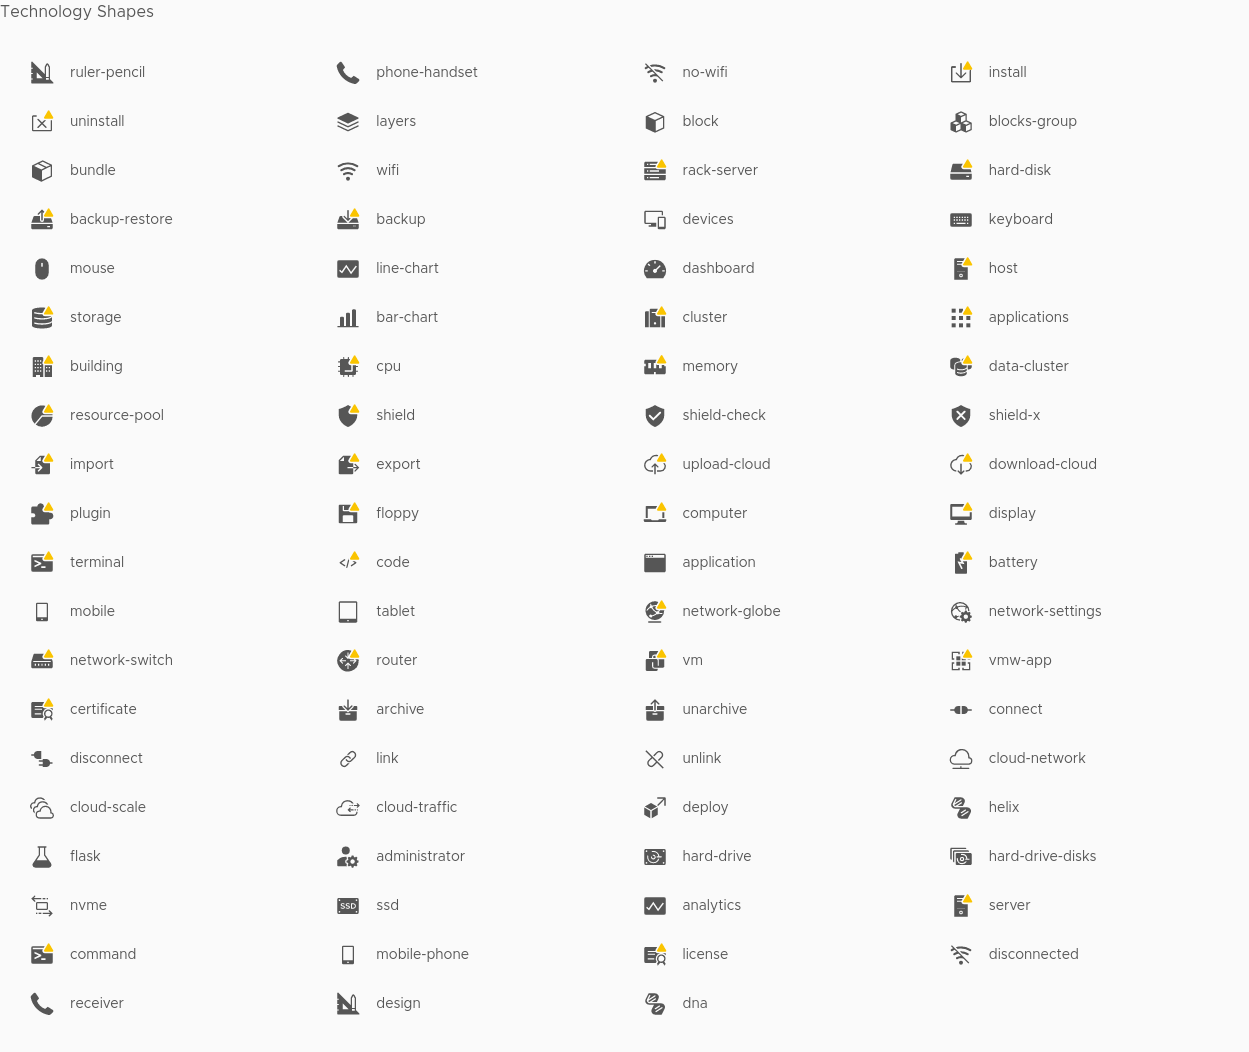 Technology Shapes
ruler-pencil phone-handset no-wifi install
uninstall layers block blocks-group
bundle wifi rack-server hard-disk
backup-restore backup devices keyboard
mouse line-chart dashboard host
storage bar-chart cluster applications
building cpu memory data-cluster
resource-pool shield shield-check shield-x
import export upload-cloud download-cloud
plugin floppy computer display
terminal code application battery
mobile tablet network-globe network-settings
network-switch router vm vmw-app
certificate archive unarchive connect
disconnect link unlink cloud-network
cloud-scale cloud-traffic deploy helix
flask administrator hard-drive hard-drive-disks
nvme SSD ssd analytics server
command mobile-phone license disconnected
receiver design dna